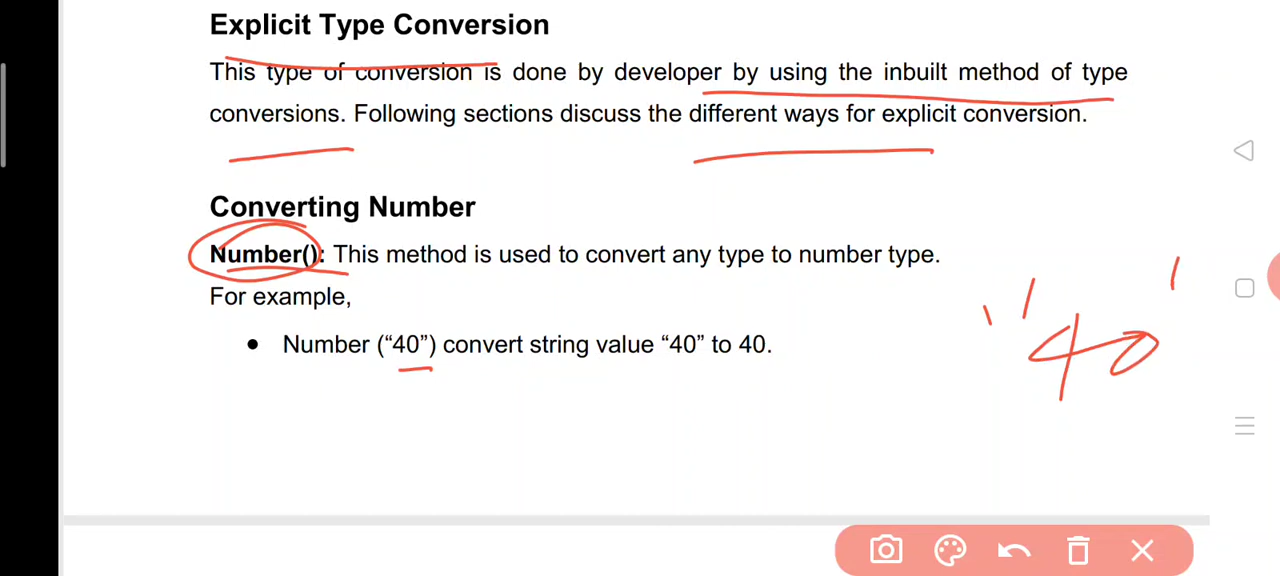 Explicit Type Conversion
This type of conversion is done by developer by using the inbuilt method of type
conversions. Following sections discuss the different ways for explicit conversion.
Converting Number
Number(): This method is used to convert any type to number type.
For example,
• Number (“40”) convert string value “40” to 40.
"40'